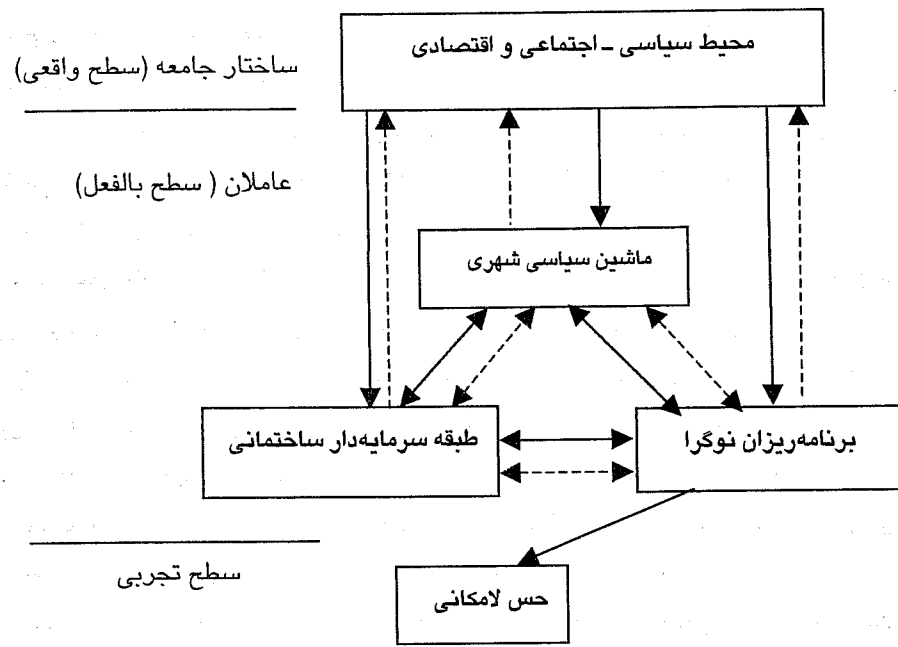 محیط سیاسی – اجتماعی و اقتصادی
ساختار جامعه (سطح واقعی)
عاملان ( سطح بالفعل)
ماشین سیاسی شهری
برنامه‌ریزان نوگرا
طبقه سرمایه‌دار ساختمانی
سطح تجربی
حس لامکانی